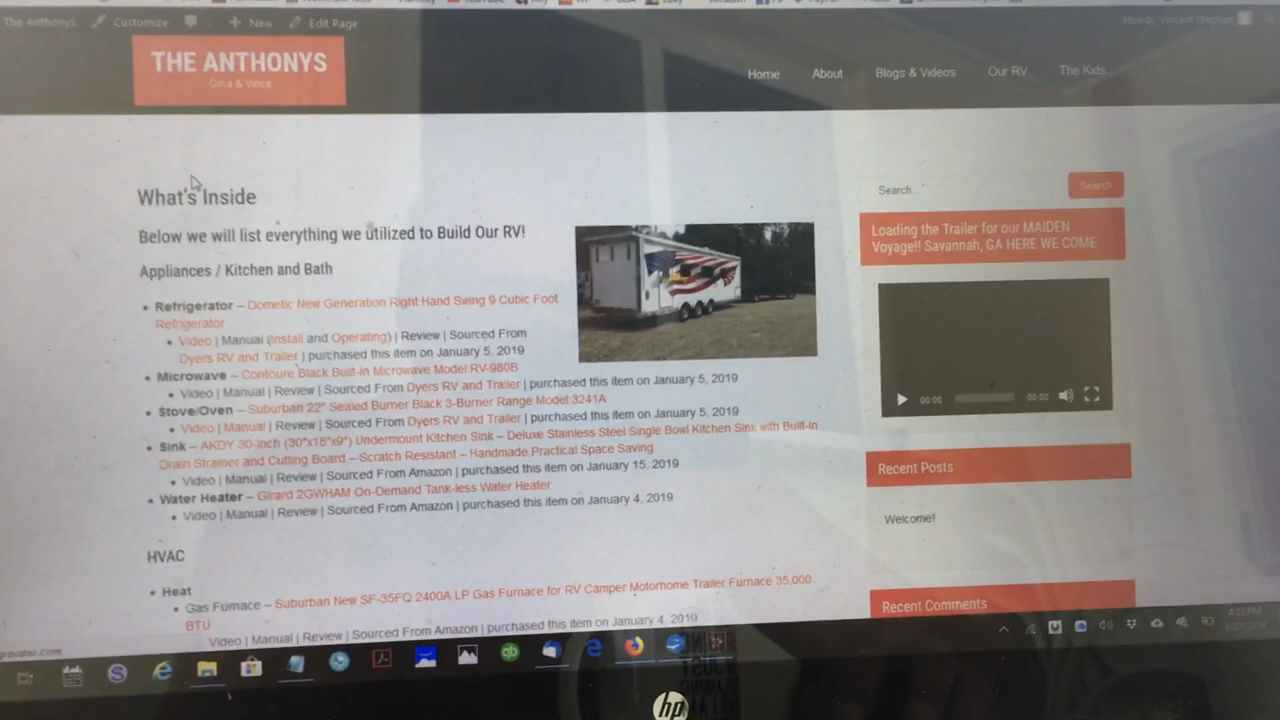 The Anthonys Customize New Edit Page
THE ANTHONYS
Gina & Vince
Home About Blogs & Videos Our RV The Kids
What's Inside
Below we will list everything we utilized to Build Our RV!
Appliances / Kitchen and Bath
Refrigerator – Dometic New Generation Right Hand Swing 9 Cubic Foot
Refrigerator
Video | Manual (Install and Operating) | Review | Sourced From
Dyers RV and Trailer | purchased this item on January 5, 2019
Microwave – Contoure Black Built-In Microwave Model RV-980B
Video | Manual | Review | Sourced From Dyers RV and Trailer | purchased this item on January 5, 2019
Stove/Oven – Suburban 22" Sealed Burner Black 3-Burner Range Model 3241A
Video | Manual | Review | Sourced From Dyers RV and Trailer | purchased this item on January 5, 2019
Sink – AKDY 30-inch (30"x18"x9") Undermount Kitchen Sink – Deluxe Stainless Steel Single Bowl Kitchen Sink with Built-in
Drain Strainer and Cutting Board – Scratch Resistant – Handmade Practical Space Saving
Video | Manual | Review | Sourced From Amazon | purchased this item on January 15, 2019
Water Heater – Girard 2GWHAM On-Demand Tank-less Water Heater
Video | Manual | Review | Sourced From Amazon | purchased this item on January 4, 2019
HVAC
Heat
Gas Furnace – Suburban New SF-35FQ 2400A LP Gas Furnace for RV Camper Motorhome Trailer Furnace 35,000
BTU
Video | Manual | Review | Sourced From Amazon | purchased this item on January 4, 2019
Search...
Search
Loading the Trailer for our MAIDEN
Voyage!! Savannah, GA HERE WE COME
00:00 00:00
Recent Posts
Welcome!
Recent Comments
gravatar.com
4:31 PM
hp